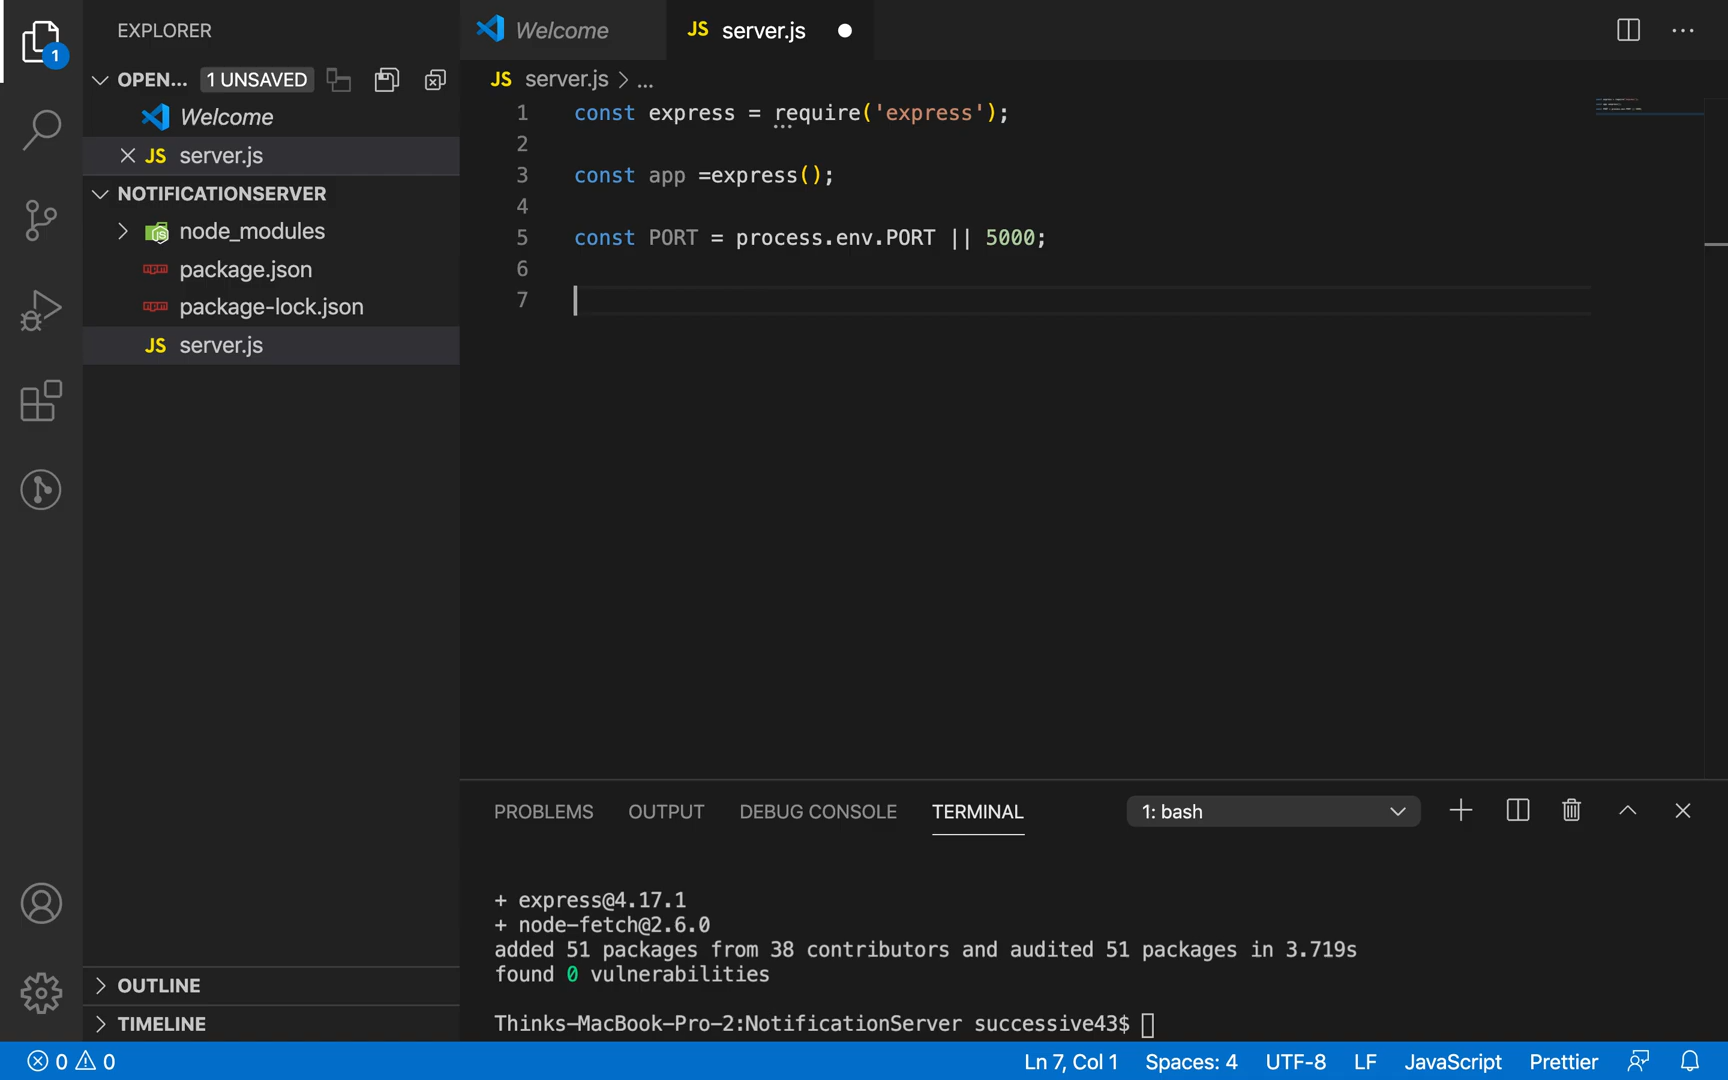 EXPLORER
OPEN... 1 UNSAVED
Welcome
JS server.js
NOTIFICATIONSERVER
node_modules
package.json
package-lock.json
JS server.js
OUTLINE
TIMELINE
1
Welcome
JS server.js
JS server.js > ...
1 const express = require('express');
2
3 const app =express();
4
5 const PORT = process.env.PORT || 5000;
6
7
PROBLEMS OUTPUT DEBUG CONSOLE TERMINAL 1: bash
+ express@4.17.1
+ node-fetch@2.6.0
added 51 packages from 38 contributors and audited 51 packages in 3.719s
found 0 vulnerabilities
Thinks-MacBook-Pro-2:NotificationServer successive43$
0 0 Ln 7, Col 1 Spaces: 4 UTF-8 LF JavaScript Prettier